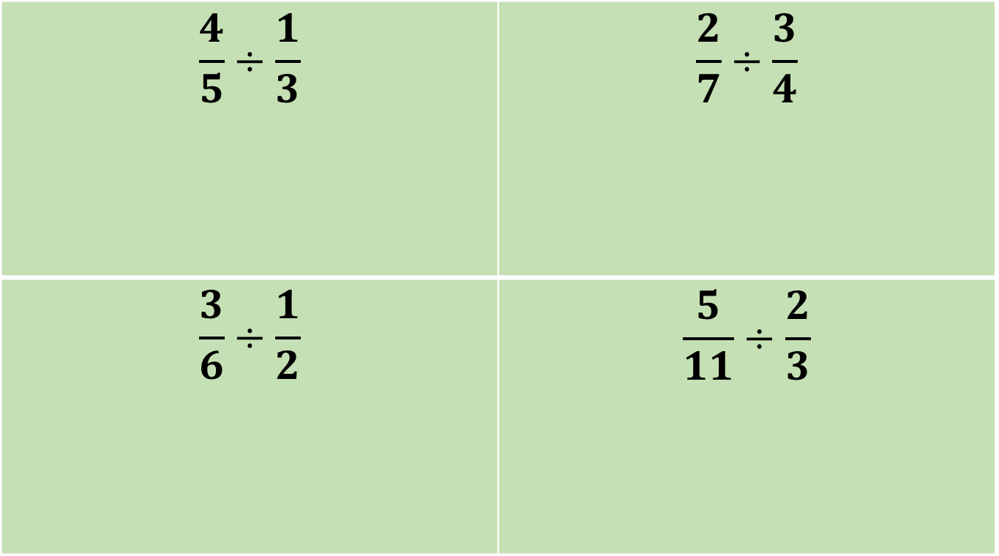 4/5 ÷ 1/3
2/7 ÷ 3/4
3/6 ÷ 1/2
5/11 ÷ 2/3